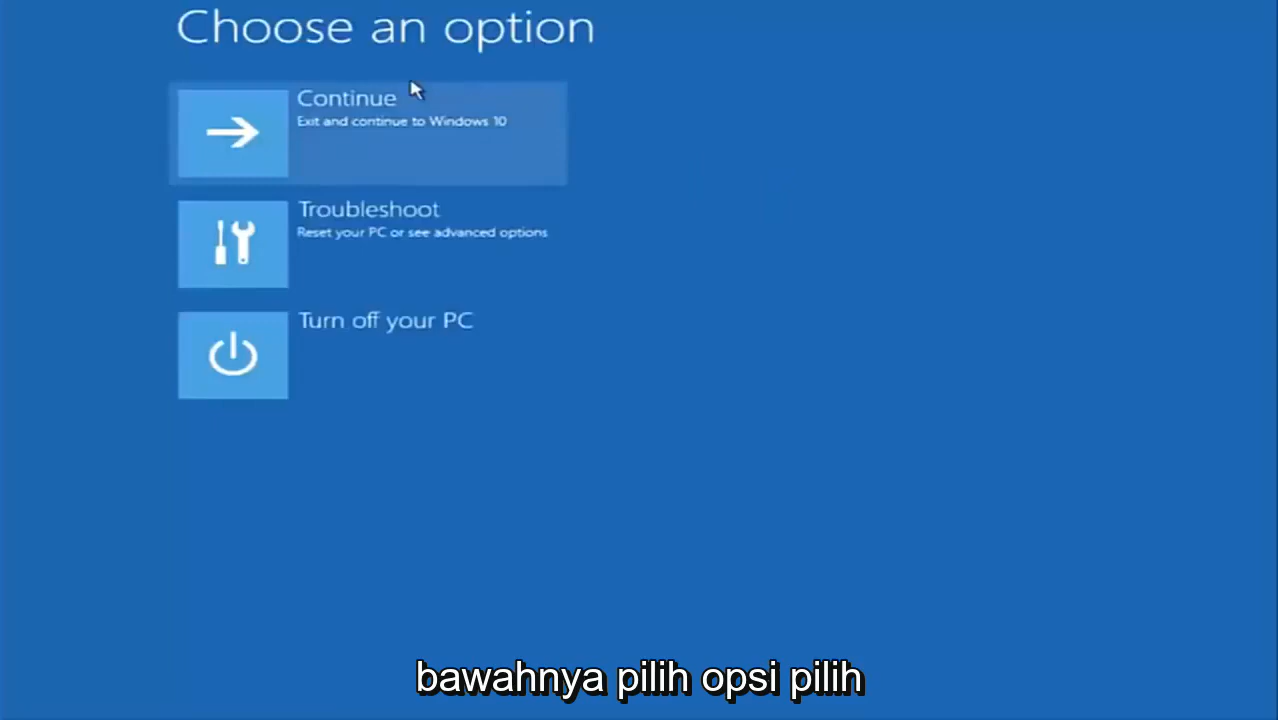 Choose an option
Continue
Exit and continue to Windows 10
Troubleshoot
Reset your PC or see advanced options
Turn off your PC
bawahnya pilih opsi pilih